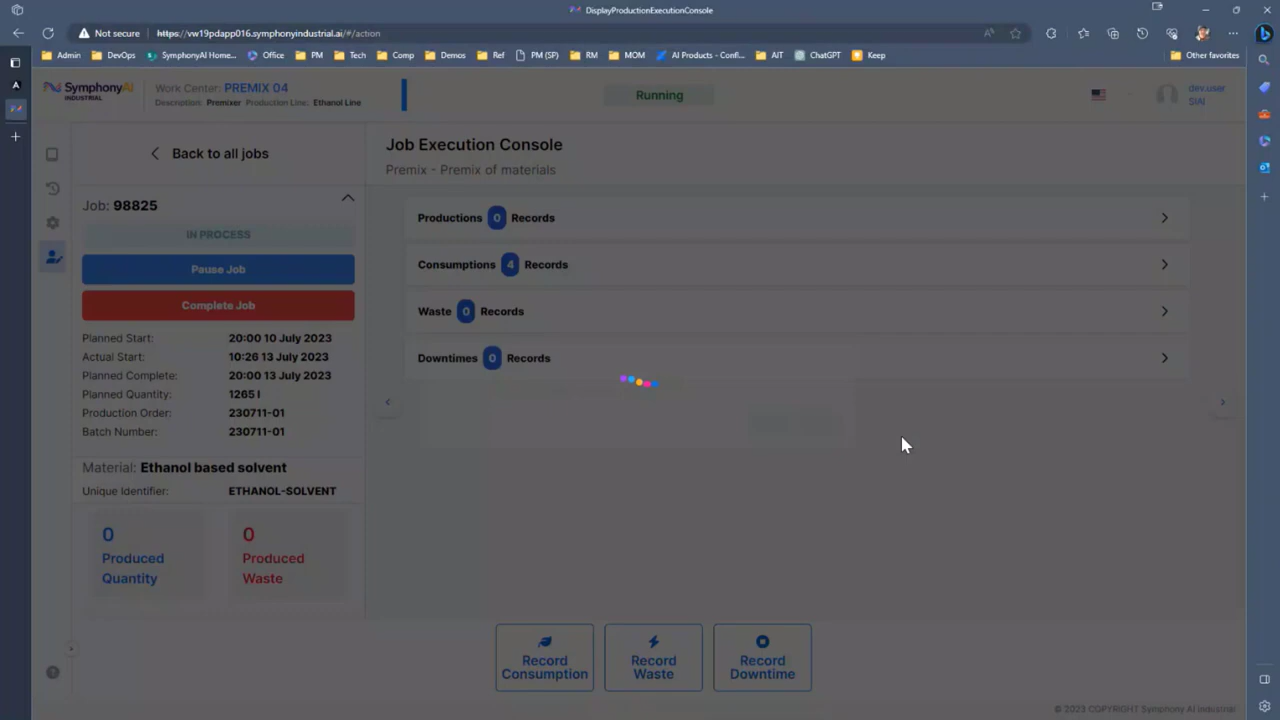 DisplayProductionExecutionConsole
Not secure https://vw19pdapp016.symphonyindustrial.ai/#/action
Admin DevOps SymphonyAI Home... Office PM Tech Comp Demos Ref PM (SP) RM MOM AI Products - Confi... AIT ChatGPT Keep Other favorites
SymphonyAI
INDUSTRIAL
Work Center: PREMIX 04
Description: Premixer Production Line: Ethanol Line
Running
dev.user
SIAI
Back to all jobs
Job: 98825
IN PROCESS
Pause Job
Complete Job
Planned Start: 20:00 10 July 2023
Actual Start: 10:26 13 July 2023
Planned Complete: 20:00 13 July 2023
Planned Quantity: 1265 l
Production Order: 230711-01
Batch Number: 230711-01
Material: Ethanol based solvent
Unique Identifier: ETHANOL-SOLVENT
0
Produced
Quantity
0
Produced
Waste
Job Execution Console
Premix - Premix of materials
Productions 0 Records
Consumptions 4 Records
Waste 0 Records
Downtimes 0 Records
Record
Consumption
Record
Waste
Record
Downtime
© 2023 COPYRIGHT Symphony AI Industrial